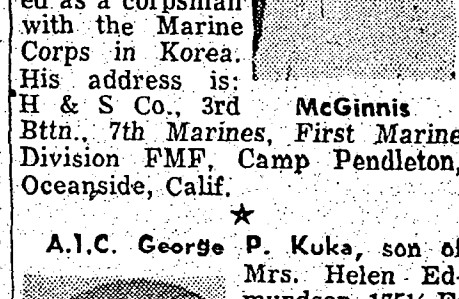 ed as a corpsman
with the Marine
Corps in Korea.
His address is:
H & S Co., 3rd
McGinnis
Bttn., 7th Marines, First Marine
Division FMF, Camp Pendleton,
Oceanside, Calif.
★
A.1.C. George P. Kuka, son of
Mrs. Helen Ed-
mundson